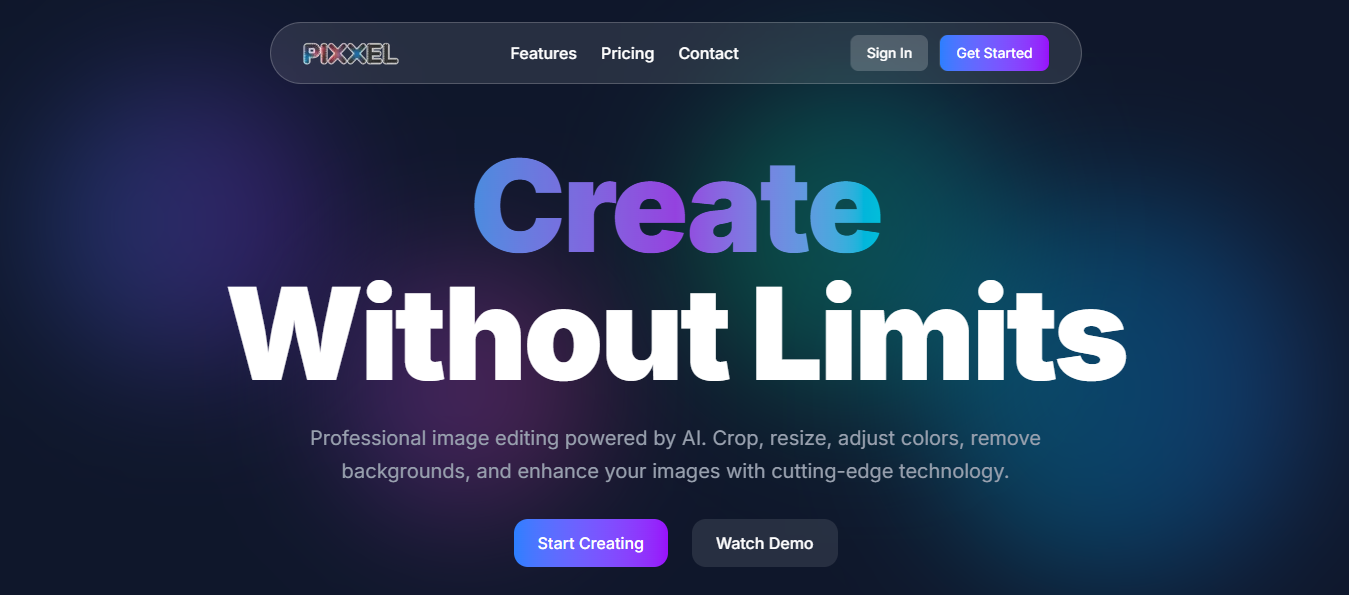 PIXXEL
Features Pricing Contact
Sign In
Get Started
Create
Without Limits
Professional image editing powered by AI. Crop, resize, adjust colors, remove
backgrounds, and enhance your images with cutting-edge technology.
Start Creating
Watch Demo